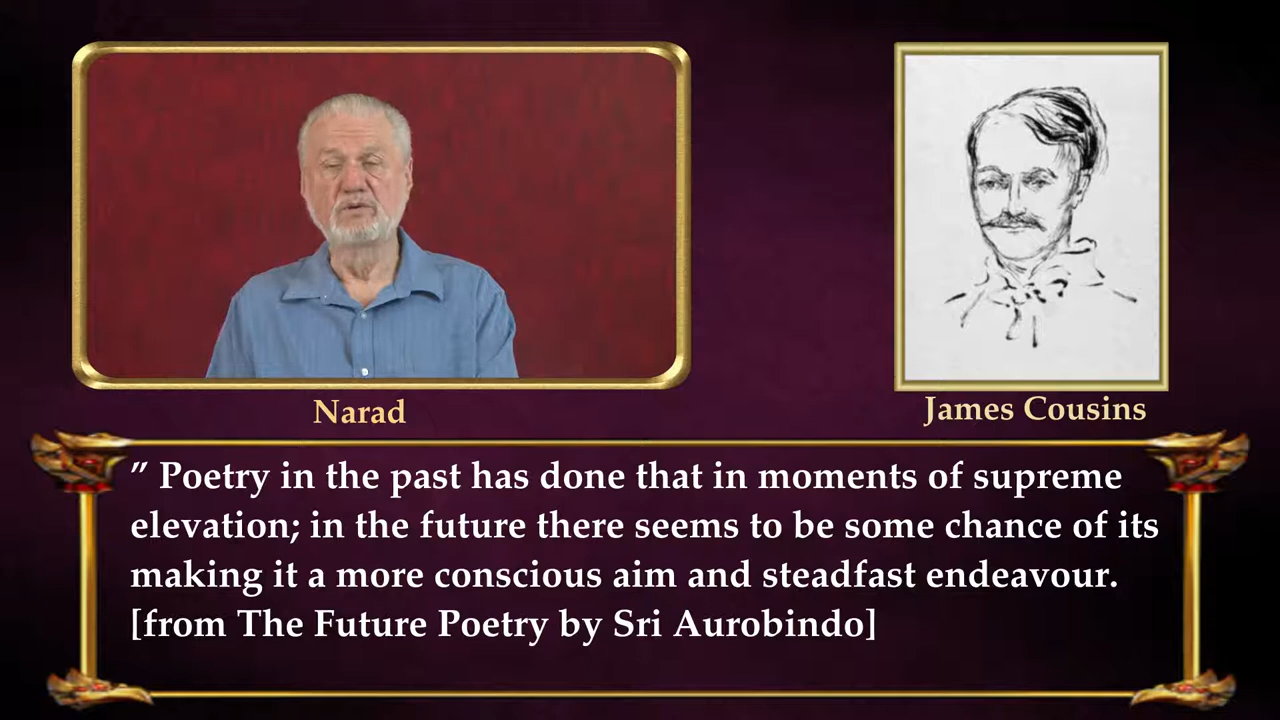 Narad
James Cousins
” Poetry in the past has done that in moments of supreme
elevation; in the future there seems to be some chance of its
making it a more conscious aim and steadfast endeavour.
[from The Future Poetry by Sri Aurobindo]